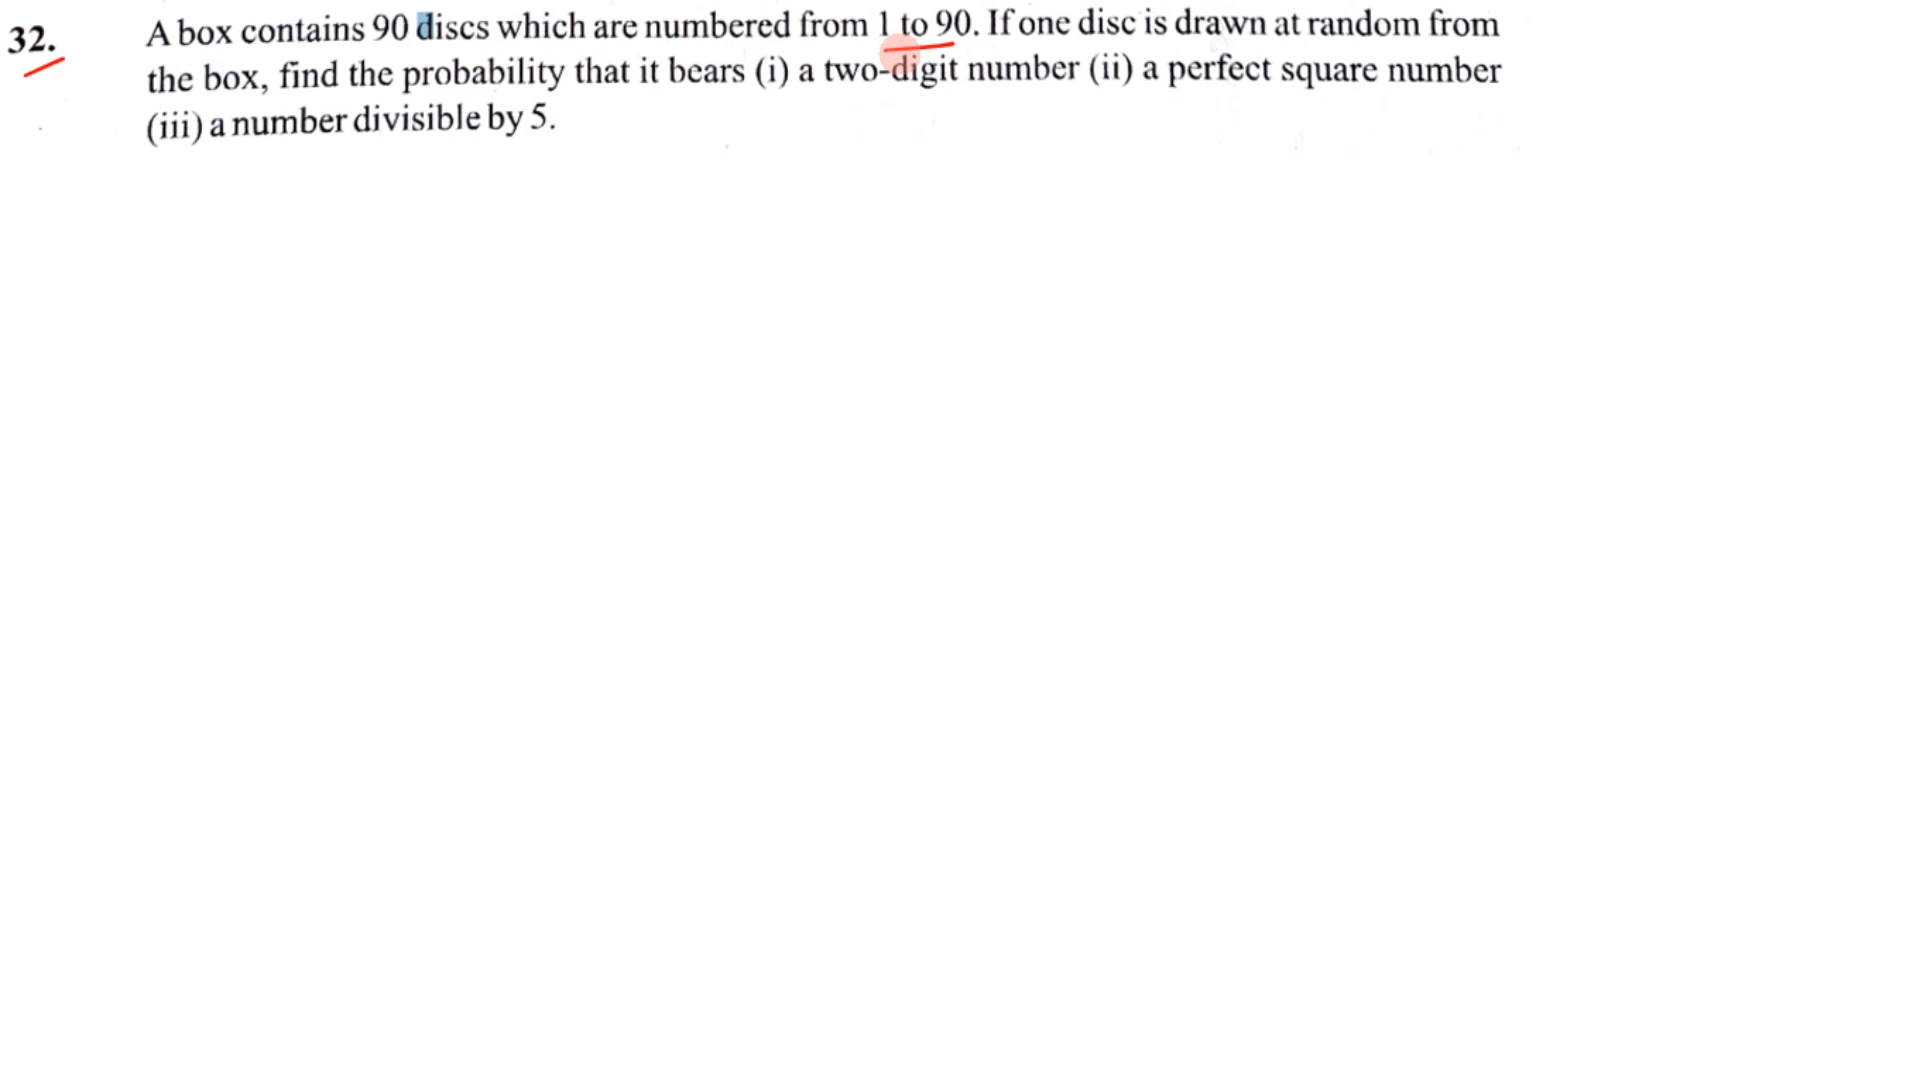 32. A box contains 90 discs which are numbered from 1 to 90. If one disc is drawn at random from
the box, find the probability that it bears (i) a two-digit number (ii) a perfect square number
(iii) a number divisible by 5.